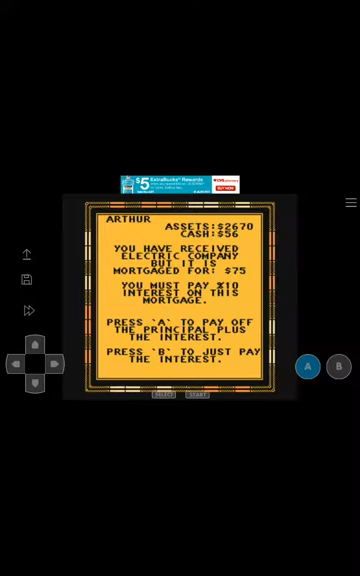 $5 ExtraBucks Rewards
CVS pharmacy
BUY NOW
ARTHUR
ASSETS:$2670
CASH:$56
YOU HAVE RECEIVED
ELECTRIC COMPANY
BUT IT IS
MORTGAGED FOR: $75
YOU MUST PAY %10
INTEREST ON THIS
MORTGAGE.
PRESS `A` TO PAY OFF
THE PRINCIPAL PLUS
THE INTEREST.
PRESS `B` TO JUST PAY
THE INTEREST.
A
B
SELECT
START